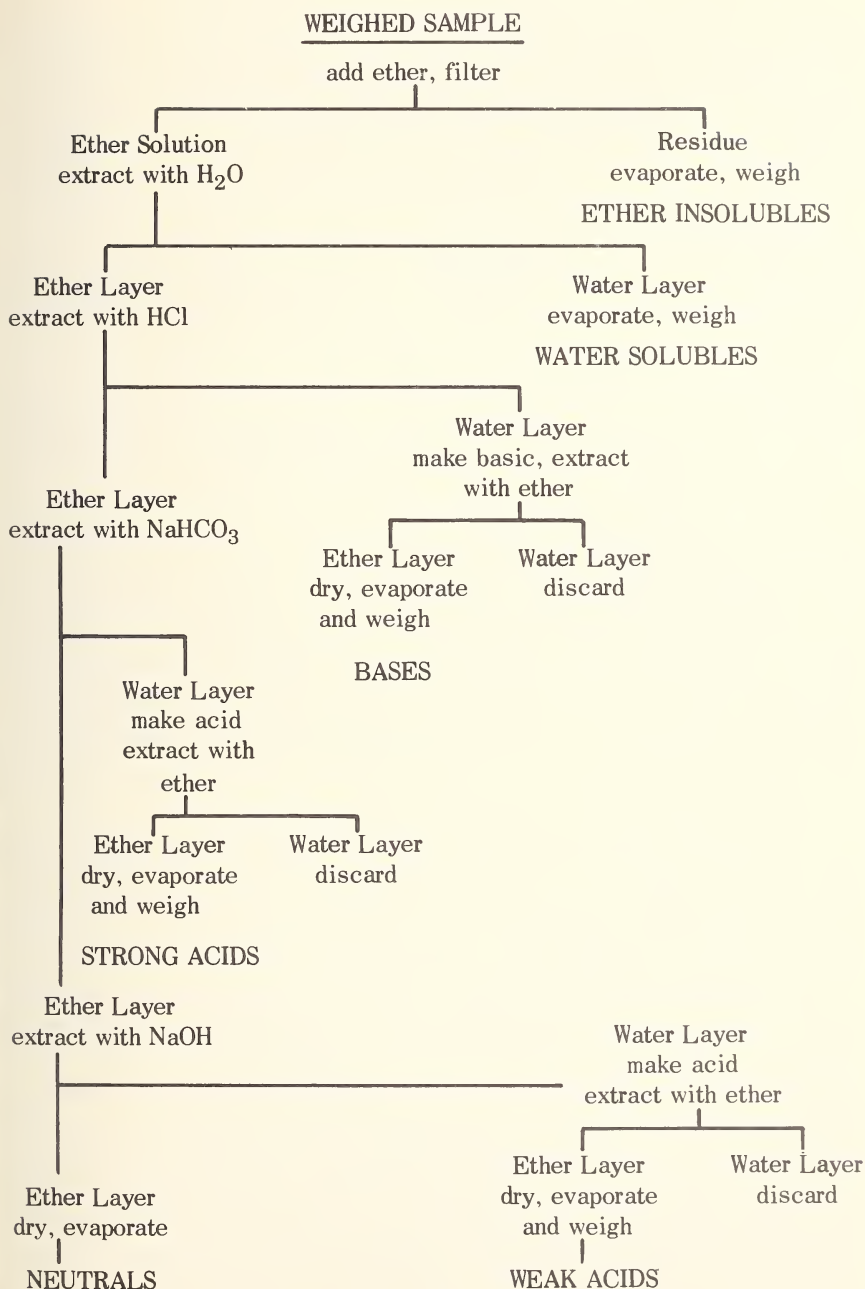 WEIGHED SAMPLE
add ether, filter
Ether Solution
extract with H₂O
Residue
evaporate, weigh
ETHER INSOLUBLES
Ether Layer
extract with HCl
Water Layer
evaporate, weigh
WATER SOLUBLES
Water Layer
make basic, extract
with ether
Ether Layer
extract with NaHCO₃
Ether Layer
dry, evaporate
and weigh
Water Layer
discard
BASES
Water Layer
make acid
extract with
ether
Ether Layer
dry, evaporate
and weigh
Water Layer
discard
STRONG ACIDS
Ether Layer
extract with NaOH
Water Layer
make acid
extract with ether
Ether Layer
dry, evaporate
and weigh
Water Layer
discard
Ether Layer
dry, evaporate
NEUTRALS
WEAK ACIDS